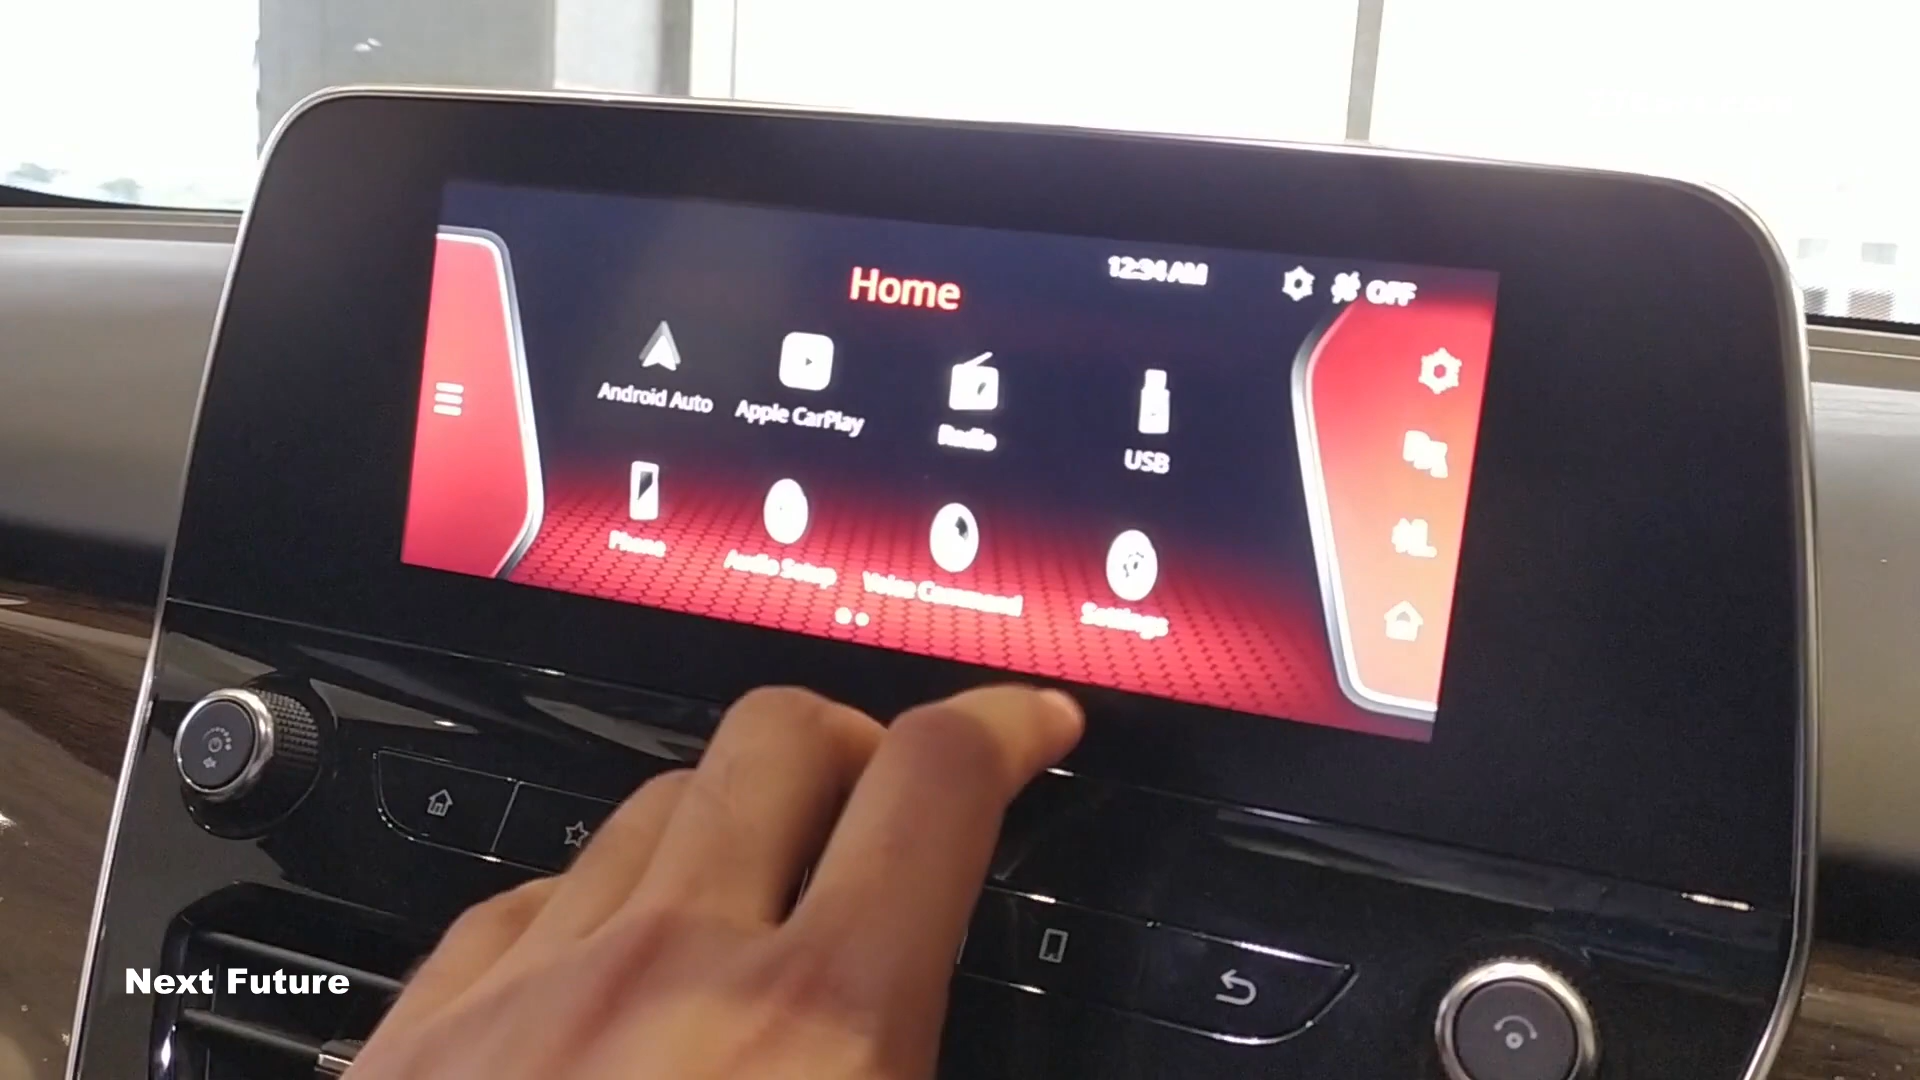 Home
12:34 AM
OFF
Android Auto
Apple CarPlay
Radio
USB
Phone
Audio Setup
Voice Command
Settings
Next Future